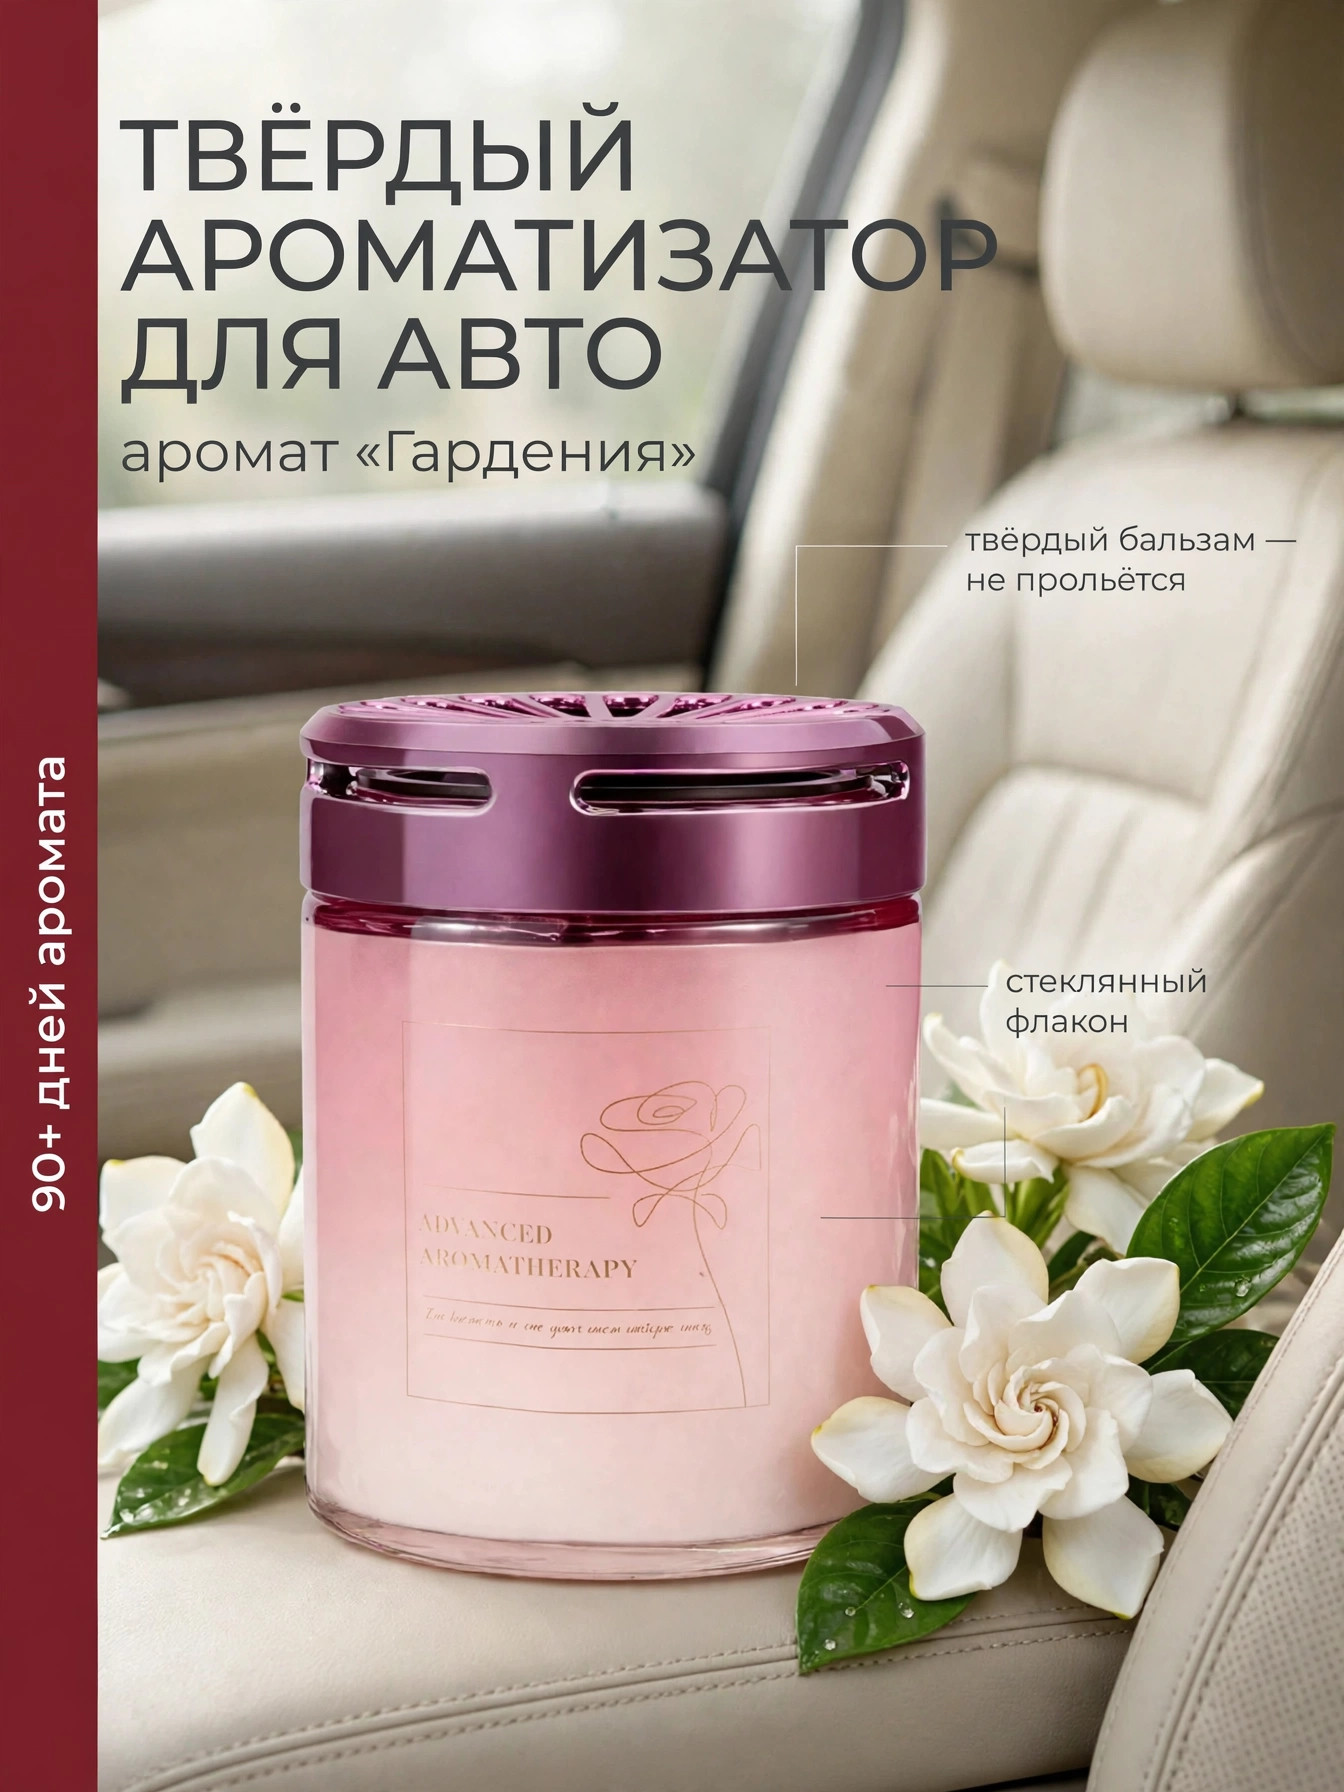 ТВЁРДЫЙ
АРОМАТИЗАТОР
ДЛЯ АВТО
аромат «Гардения»
твёрдый бальзам —
не прольётся
90+ дней аромата
стеклянный
флакон
ADVANCED
AROMATHERAPY